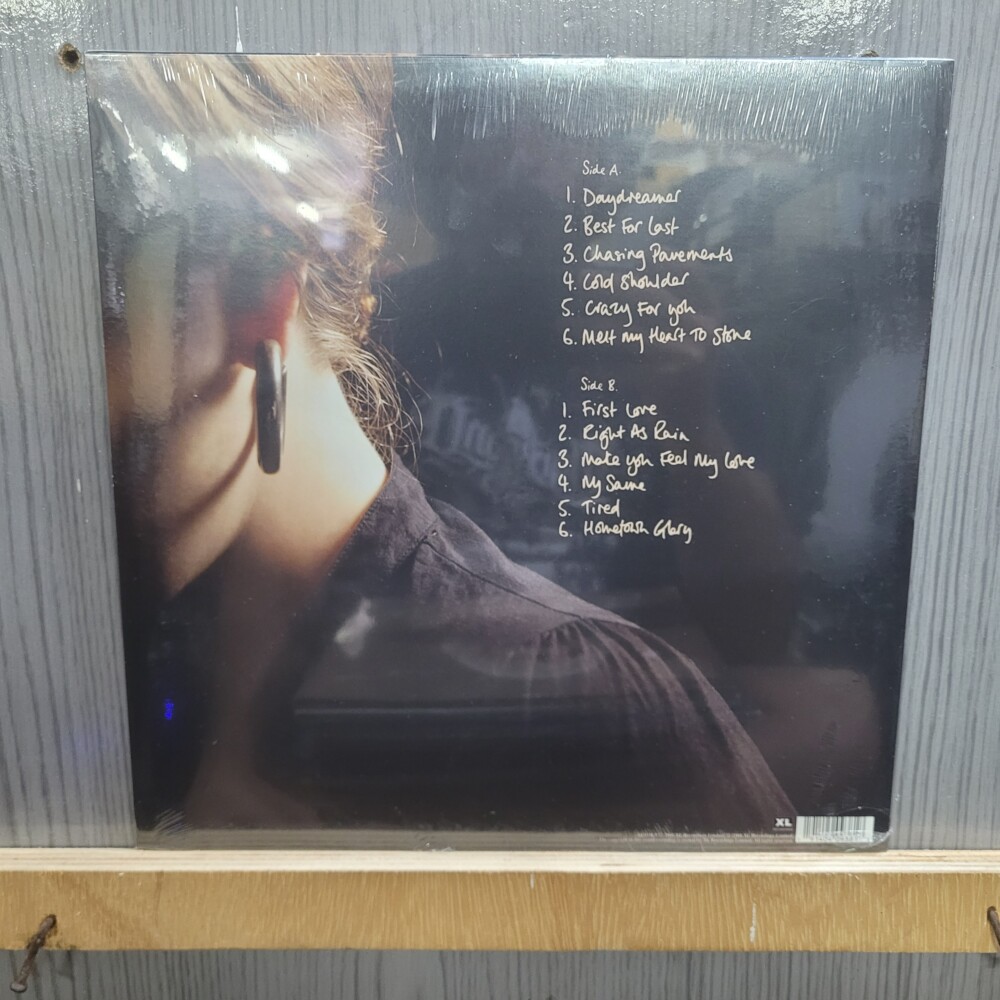 Side A.
1. Daydreamer
2. Best For Last
3. Chasing Pavements
4. Cold Shoulder
5. Crazy For you
6. Melt my Heart To Stone
Side B.
1. First Love
2. Right As Rain
3. Make you Feel My Love
4. My Same
5. Tired
6. Hometown Glory
XL